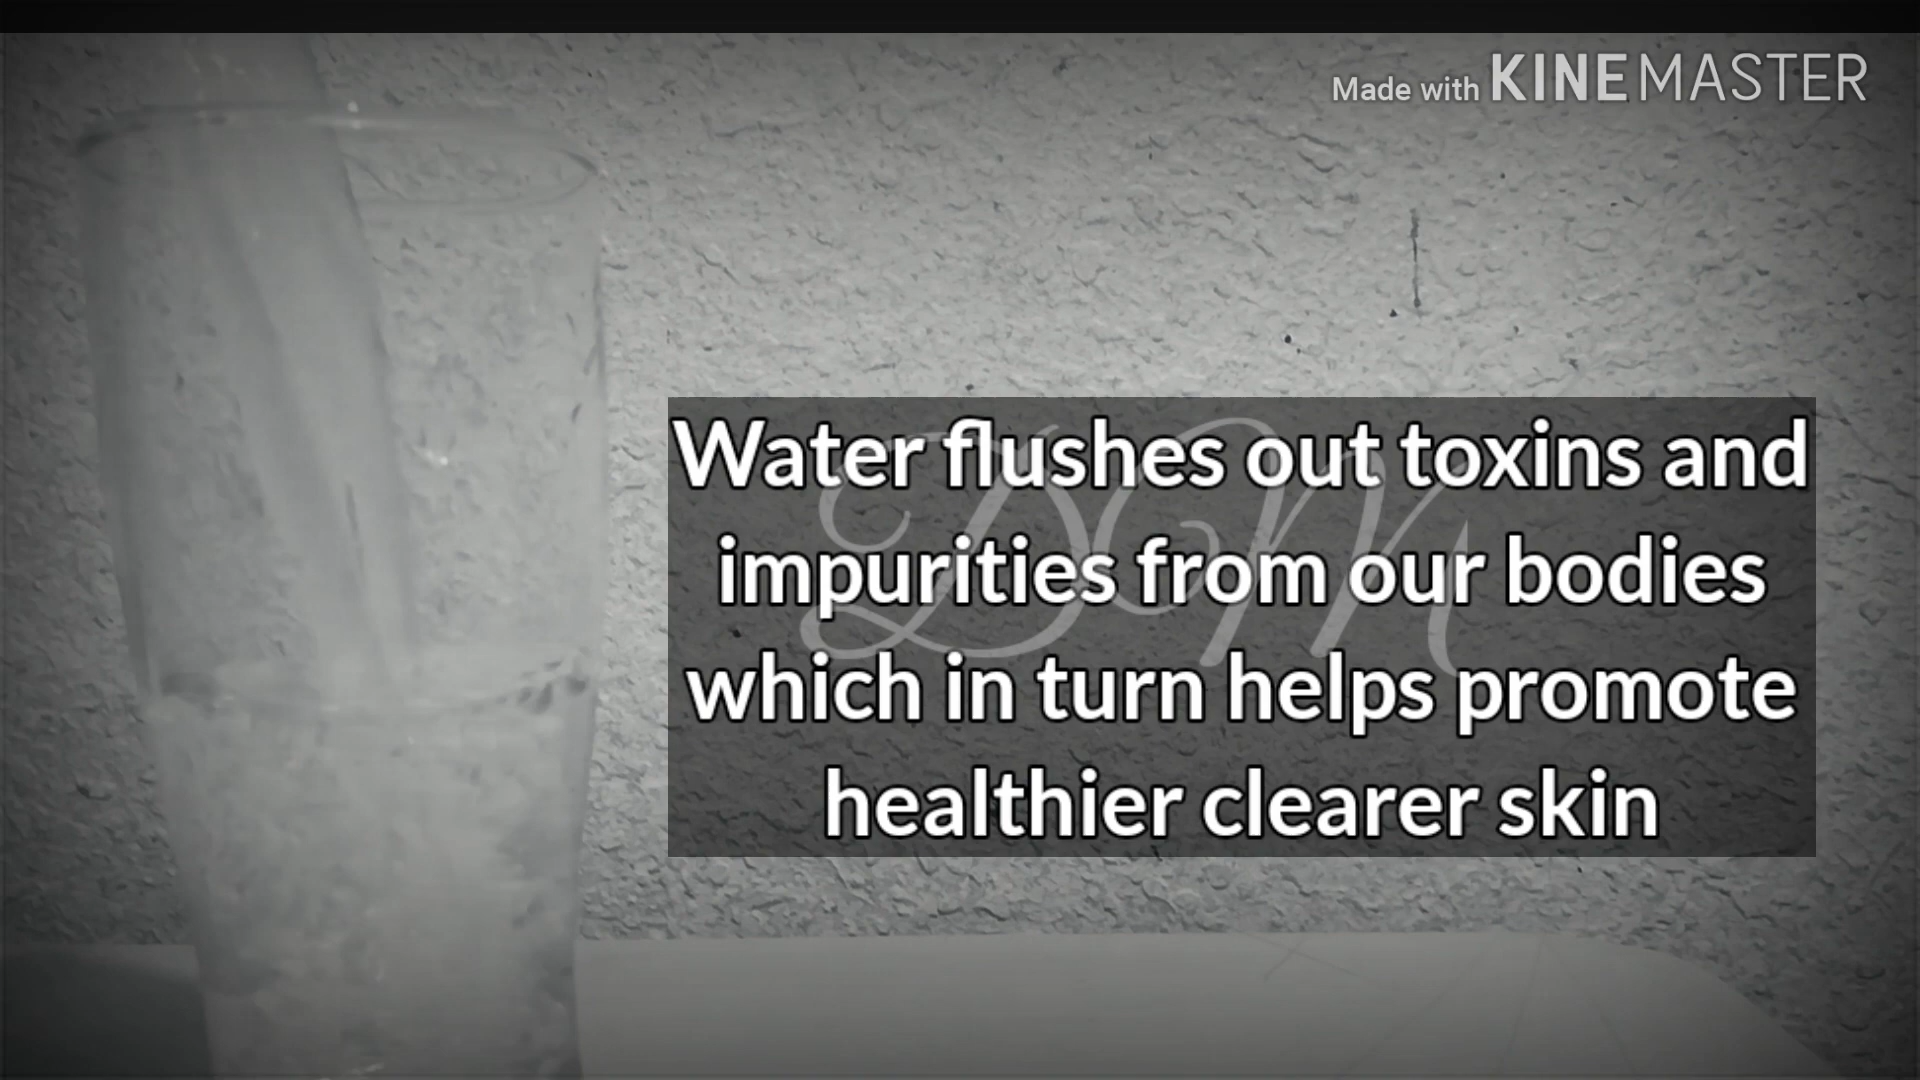 Made with KINEMASTER
Water flushes out toxins and
impurities from our bodies
which in turn helps promote
healthier clearer skin
DM